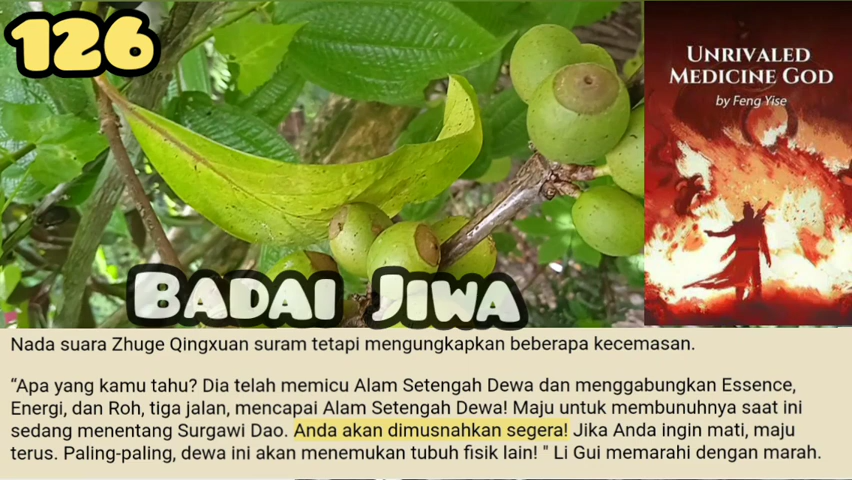 126
UNRIVALED
MEDICINE GOD
by Feng Yise
BADAI JIWA
Nada suara Zhuge Qingxuan suram tetapi mengungkapkan beberapa kecemasan.
“Apa yang kamu tahu? Dia telah memicu Alam Setengah Dewa dan menggabungkan Essence,
Energi, dan Roh, tiga jalan, mencapai Alam Setengah Dewa! Maju untuk membunuhnya saat ini
sedang menentang Surgawi Dao. Anda akan dimusnahkan segera! Jika Anda ingin mati, maju
terus. Paling-paling, dewa ini akan menemukan tubuh fisik lain! " Li Gui memarahi dengan marah.